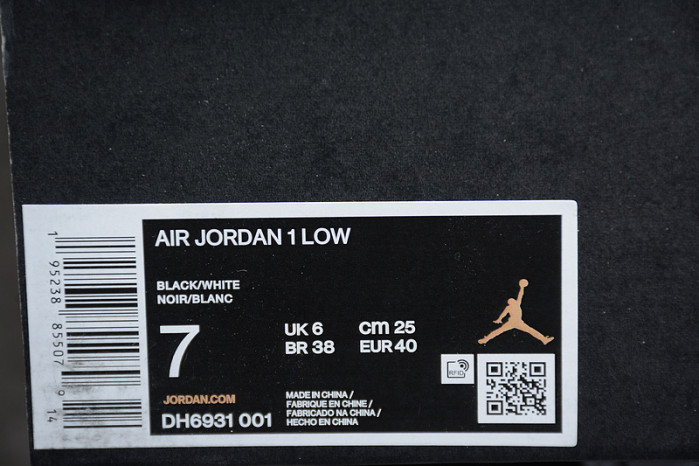 AIR JORDAN 1 LOW
BLACK/WHITE
NOIR/BLANC
7
UK 6
cm 25
BR 38
EUR 40
JORDAN.COM
DH6931 001
MADE IN CHINA /
FABRIQUE EN CHINE /
FABRICADO NA CHINA /
HECHO EN CHINA
RFID
1 95238 85507 9 14